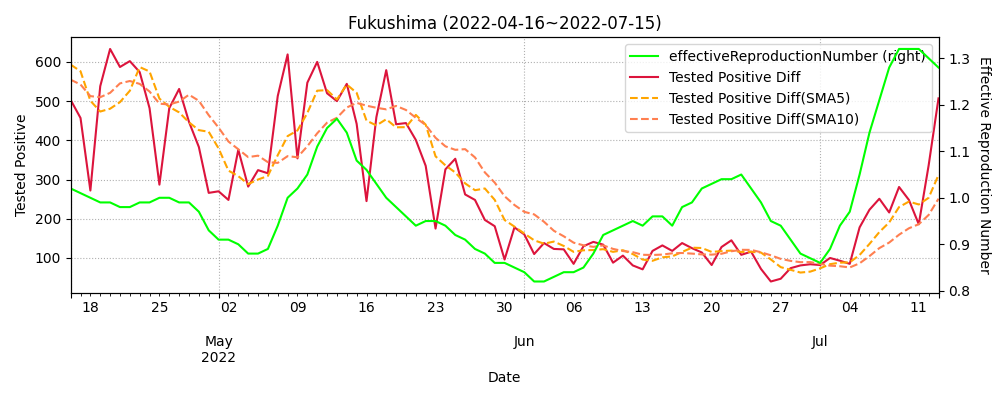 Fukushima (2022-04-16~2022-07-15)
effectiveReproductionNumber (right)
Tested Positive Diff
Tested Positive Diff(SMA5)
Tested Positive Diff(SMA10)
Tested Positive
600
500
400
300
200
100
1.3
1.2
1.1
1.0
0.9
0.8
Effective Reproduction Number
18 25 02 09 16 23 30 06 13 20 27 04 11
May Jun Jul
2022
Date